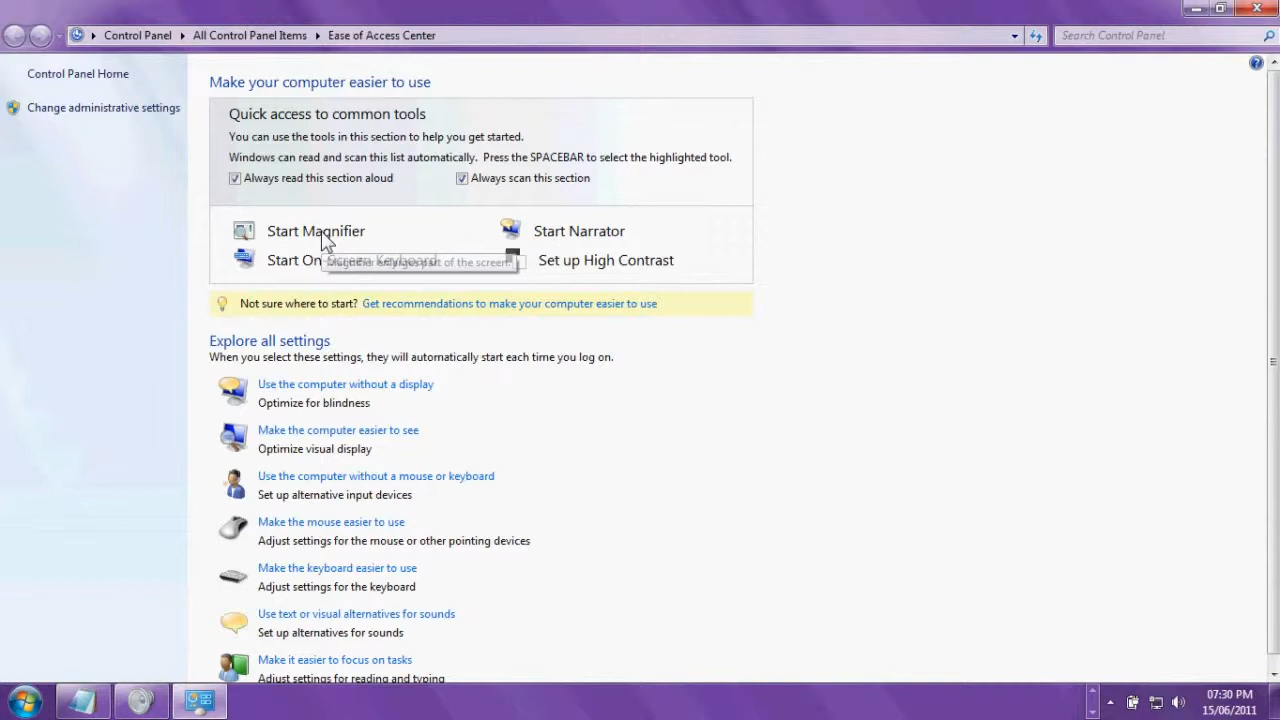 Control Panel All Control Panel Items Ease of Access Center Search Control Panel
Control Panel Home
Change administrative settings
Make your computer easier to use
Quick access to common tools
You can use the tools in this section to help you get started.
Windows can read and scan this list automatically. Press the SPACEBAR to select the highlighted tool.
Always read this section aloud Always scan this section
Start Magnifier Start Narrator
Start On-Screen Keyboard Set up High Contrast
Magnifier enlarges part of the screen.
Not sure where to start? Get recommendations to make your computer easier to use
Explore all settings
When you select these settings, they will automatically start each time you log on.
Use the computer without a display
Optimize for blindness
Make the computer easier to see
Optimize visual display
Use the computer without a mouse or keyboard
Set up alternative input devices
Make the mouse easier to use
Adjust settings for the mouse or other pointing devices
Make the keyboard easier to use
Adjust settings for the keyboard
Use text or visual alternatives for sounds
Set up alternatives for sounds
Make it easier to focus on tasks
Adjust settings for reading and typing
07:30 PM
15/06/2011